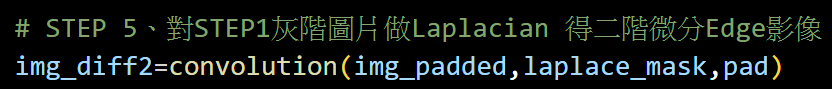 # STEP 5、對STEP1灰階圖片做Laplacian 得二階微分Edge影像
img_diff2=convolution(img_padded,laplace_mask,pad)